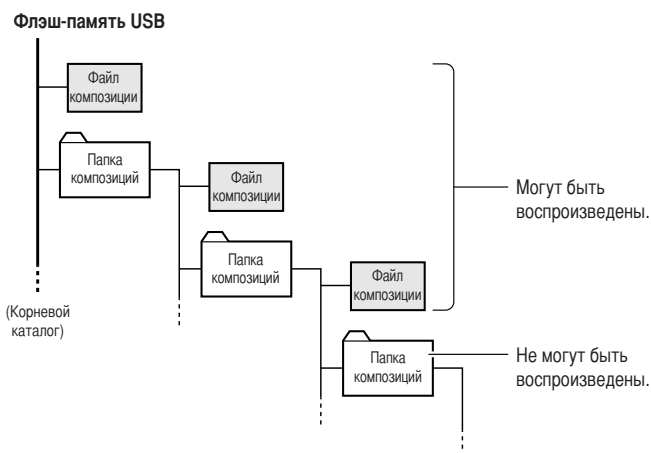 Флэш-память USB
Файл
композиции
Папка
композиций
Файл
композиции
Могут быть
воспроизведены.
Папка
композиций
Файл
композиции
(Корневой
каталог)
Папка
композиций
Не могут быть
воспроизведены.